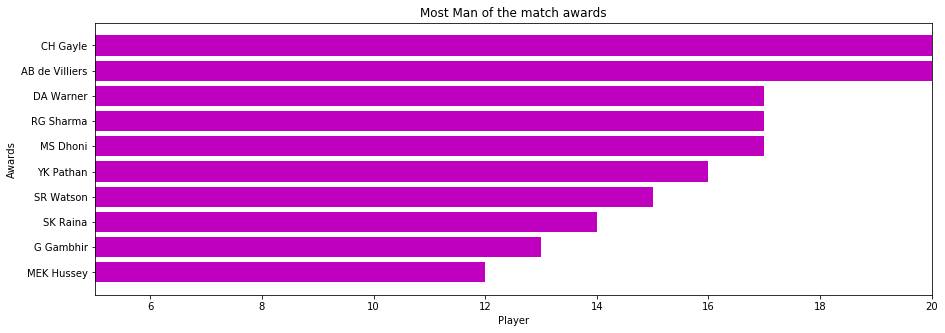 Most Man of the match awards
CH Gayle
AB de Villiers
DA Warner
RG Sharma
MS Dhoni
YK Pathan
SR Watson
SK Raina
G Gambhir
MEK Hussey
Awards
6 8 10 12 14 16 18 20
Player